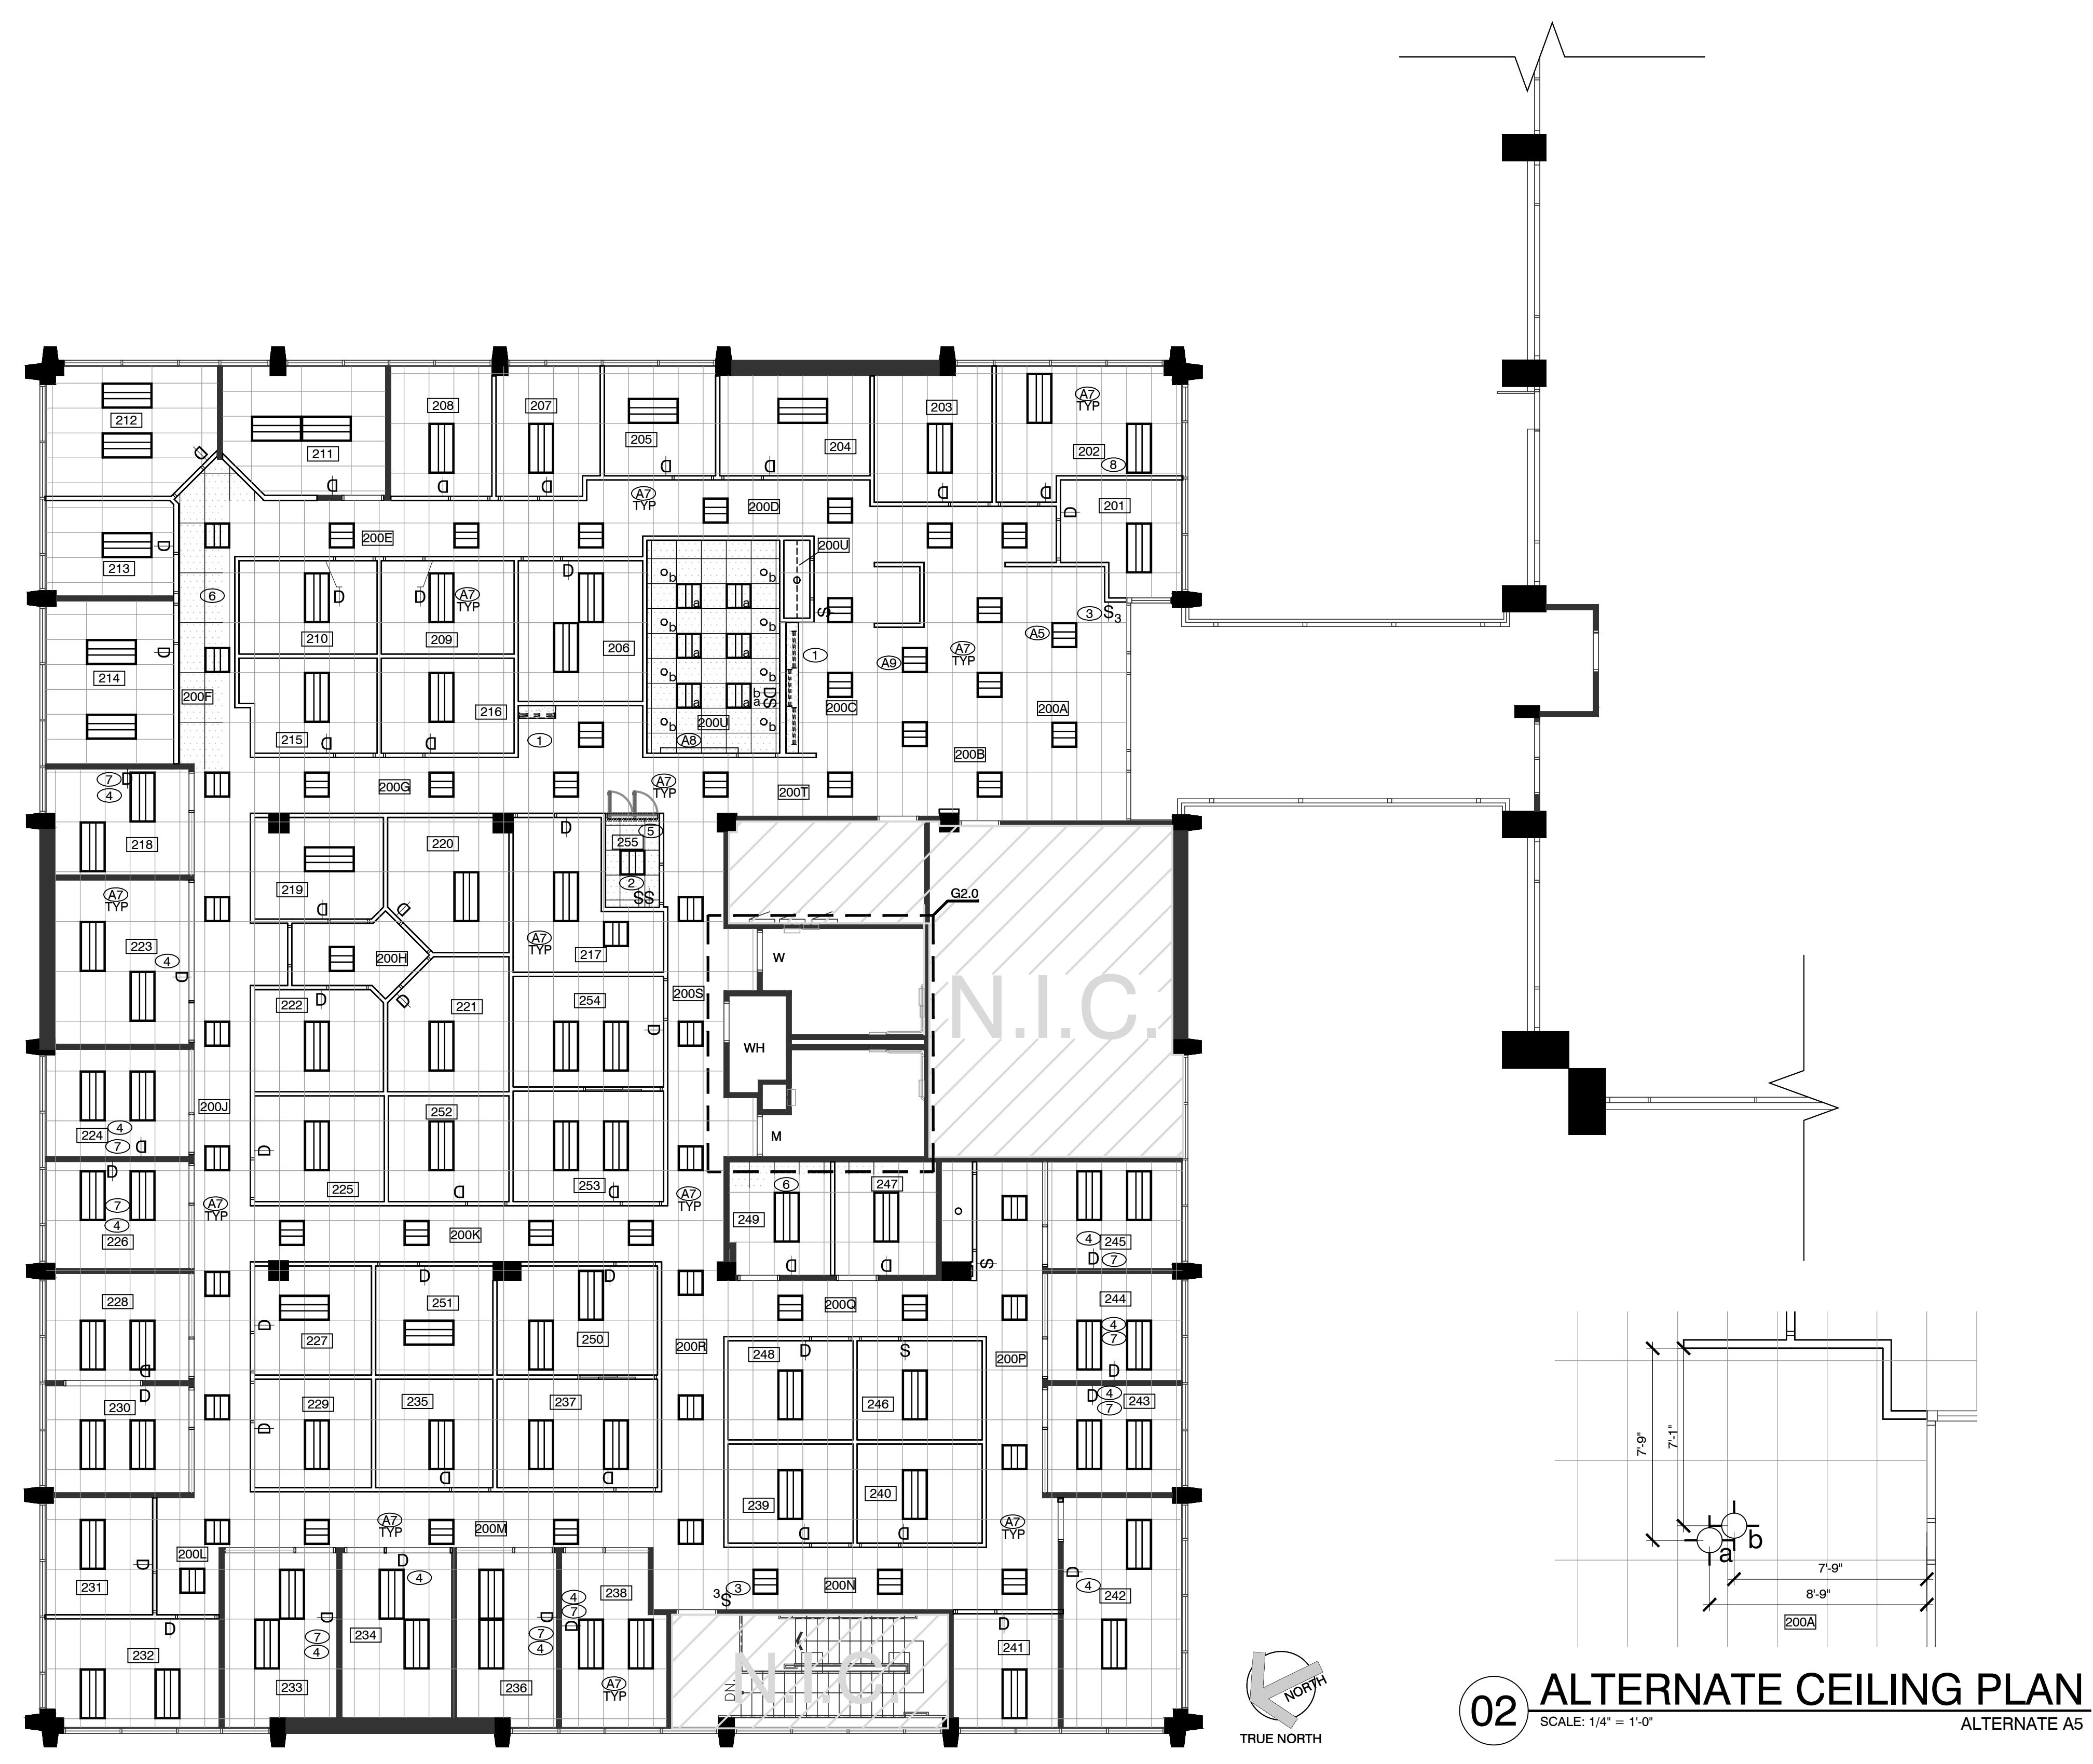 208
207
203
A7
TYP
212
205
204
202
8
211
D
D
D
D
D
D
D
D
A7
TYP
200D
201
D
200E
D
200U
213
6
D
D
D
A7
TYP
b
b
a
a
S
3
S3
210
209
206
b
b
A5
D
214
a
a
1
A9
A7
TYP
200F
b
b
a
a
b
a
DS
200C
200A
215
D
D
216
1
b
200U
b
A8
200B
7
D
4
A7
TYP
200G
200T
218
220
D
5
255
219
2
SS
G2.0
A7
TYP
D
D
223
4
A7
TYP
217
W
200H
D
222
D
D
221
254
200S
N.I.C.
D
WH
200J
252
224
4
7
D
D
M
D
225
D
253
D
6
247
7
4
226
A7
TYP
A7
TYP
249
200K
4
245
D
7
D
D
S
D
D
228
251
200Q
244
227
D
250
4
7
200R
248
D
S
200P
D
D
D
230
229
235
237
246
D
4
7
243
D
D
D
239
240
A7
TYP
200M
A7
TYP
D
D
200L
D
D
4
D
4
231
3S
3
200N
242
238
4
7
D
232
D
D
7
4
234
D
7
4
D
241
233
236
A7
TYP
DN.
N.I.C.
NORTH
TRUE NORTH
7'-9"
7'-1"
a
b
7'-9"
8'-9"
200A
02
ALTERNATE CEILING PLAN
SCALE: 1/4" = 1'-0"
ALTERNATE A5